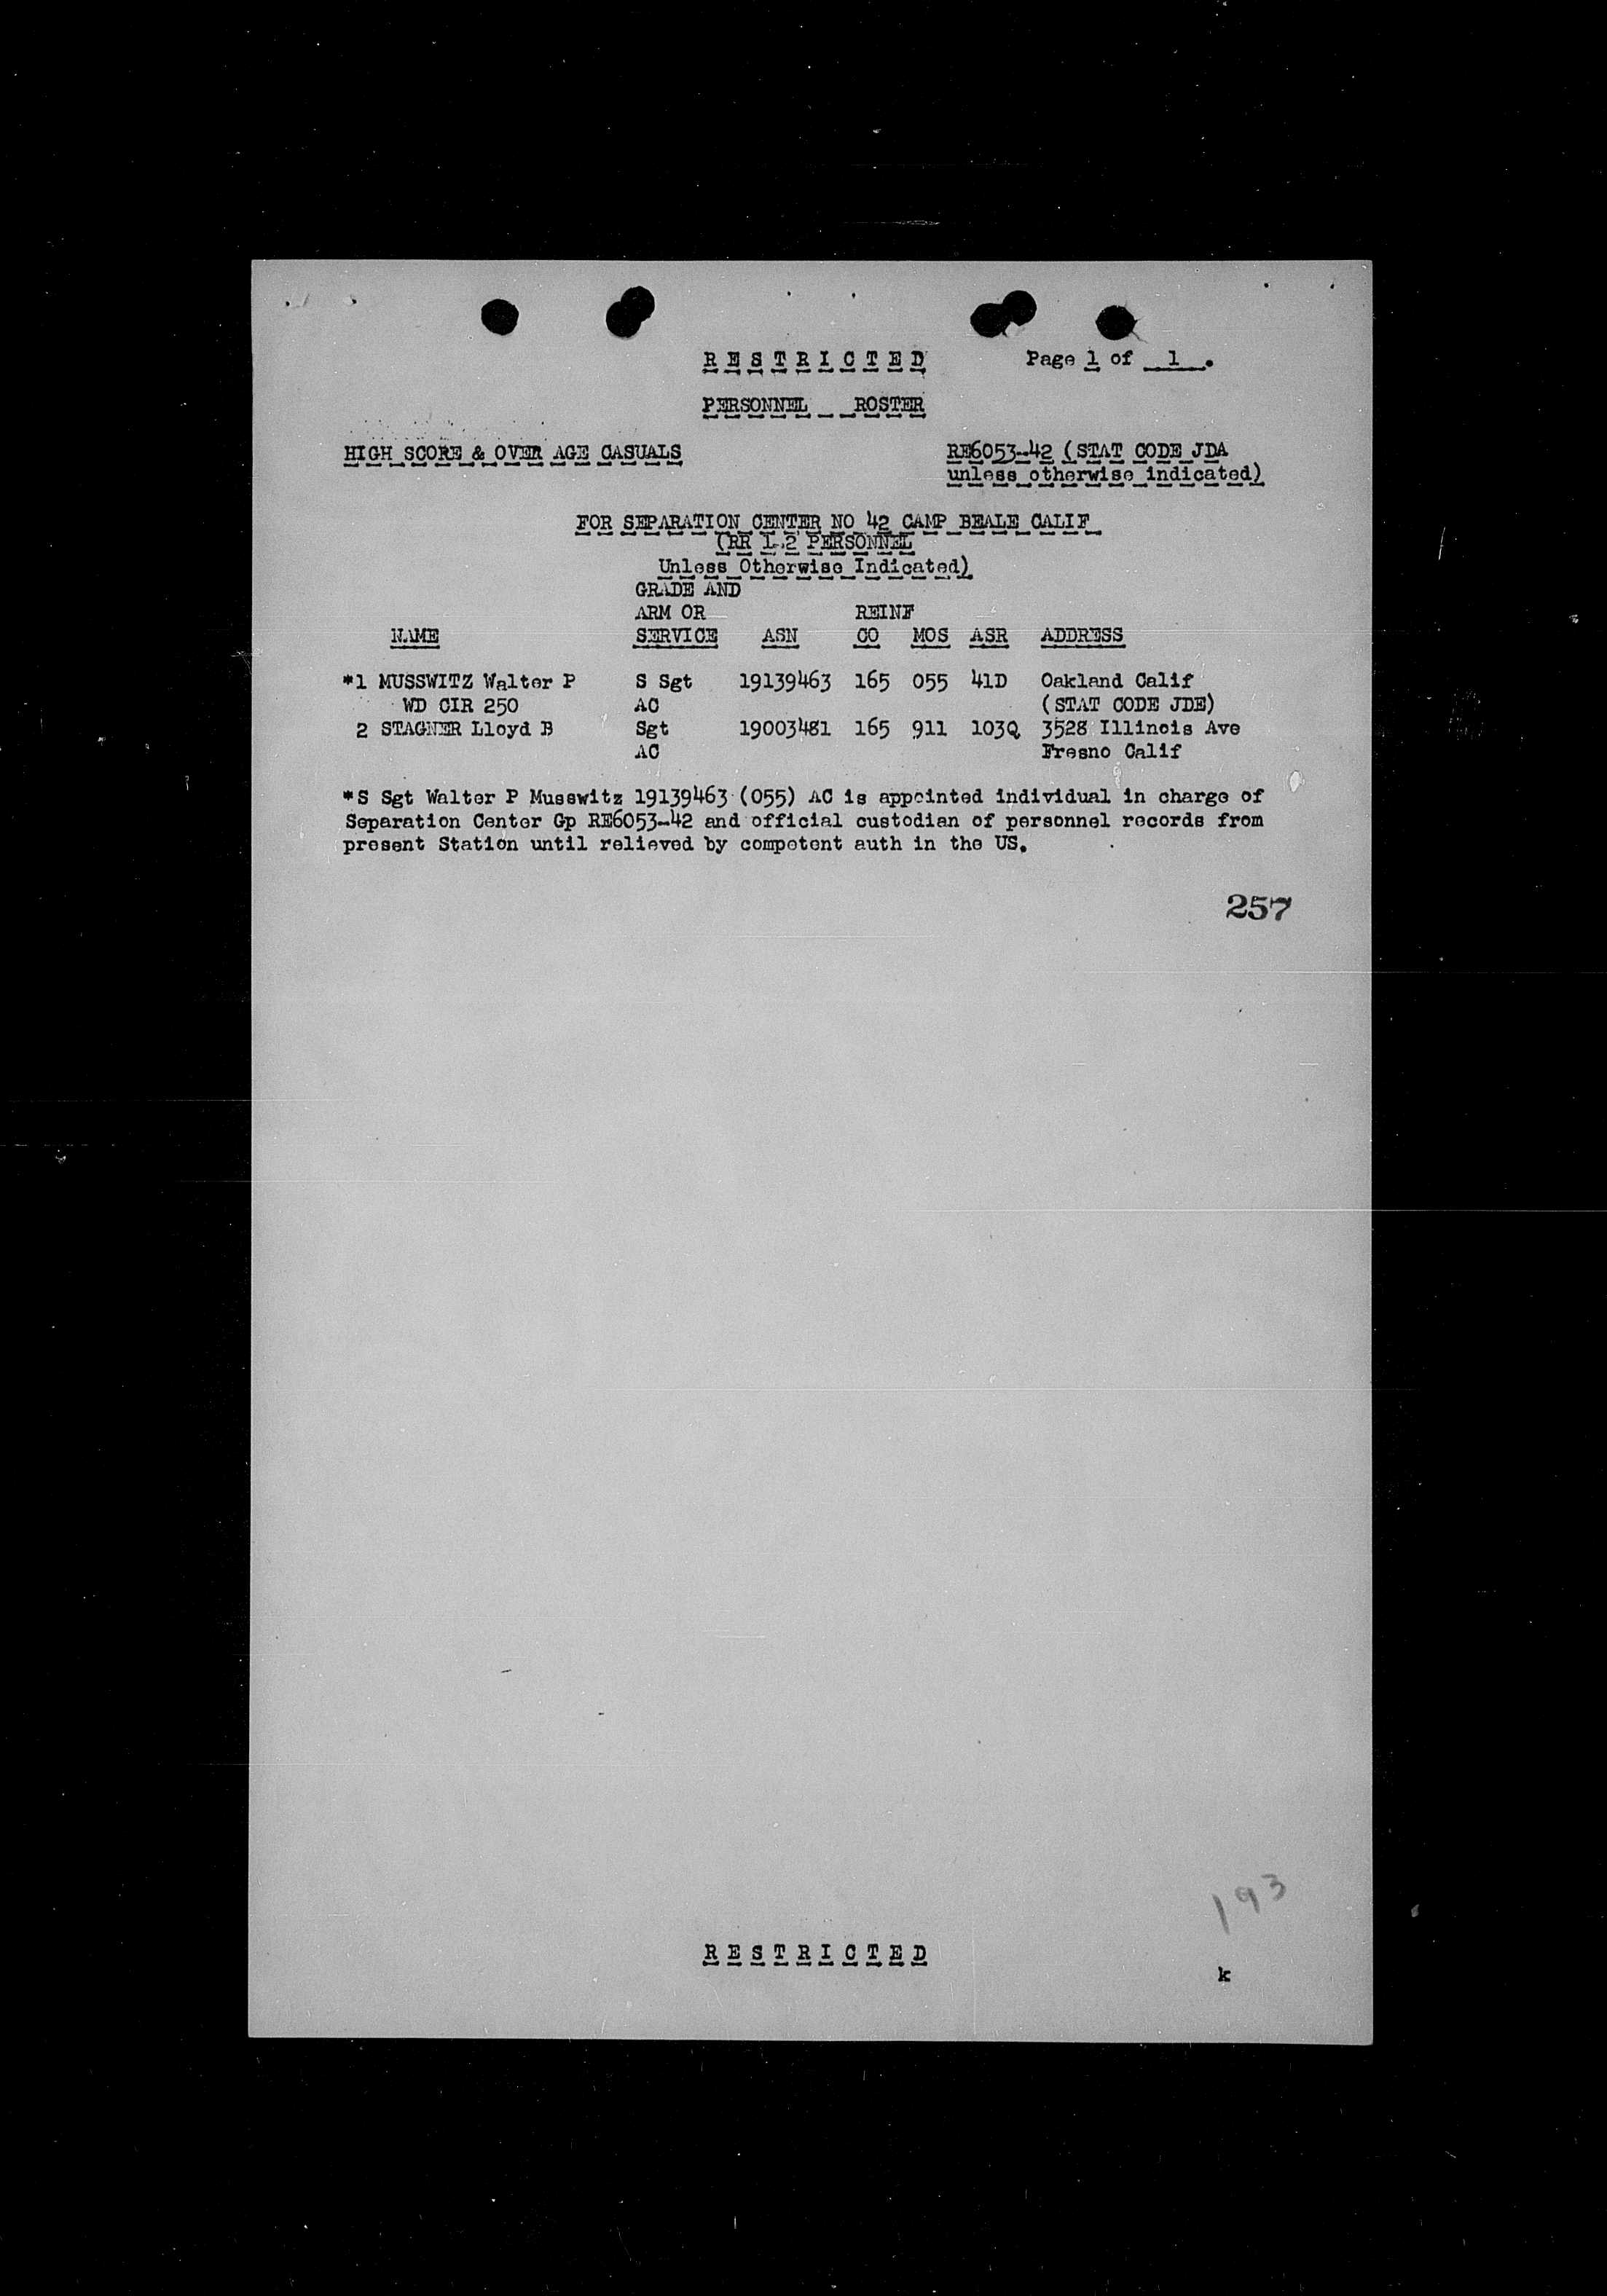 RESTRICTED Page 1 of 1.
PERSONNEL ROSTER
HIGH SCORE & OVER AGE CASUALS RE6053-42 (STAT CODE JDA
unless otherwise indicated)
FOR SEPARATION CENTER NO 42 CAMP BEALE CALIF
(RR 1-2 PERSONNEL
Unless Otherwise Indicated)
GRADE AND
ARM OR REINF
NAME SERVICE ASN CO MOS ASR ADDRESS
*1 MUSSWITZ Walter P S Sgt 19139463 165 055 41D Oakland Calif
WD CIR 250 AC (STAT CODE JDE)
2 STAGNER Lloyd B Sgt 19003481 165 911 103Q 3528 Illinois Ave
AC Fresno Calif
*S Sgt Walter P Musswitz 19139463 (055) AC is appointed individual in charge of
Separation Center Gp RE6053-42 and official custodian of personnel records from
present Station until relieved by competent auth in the US.
257
193
RESTRICTED
k